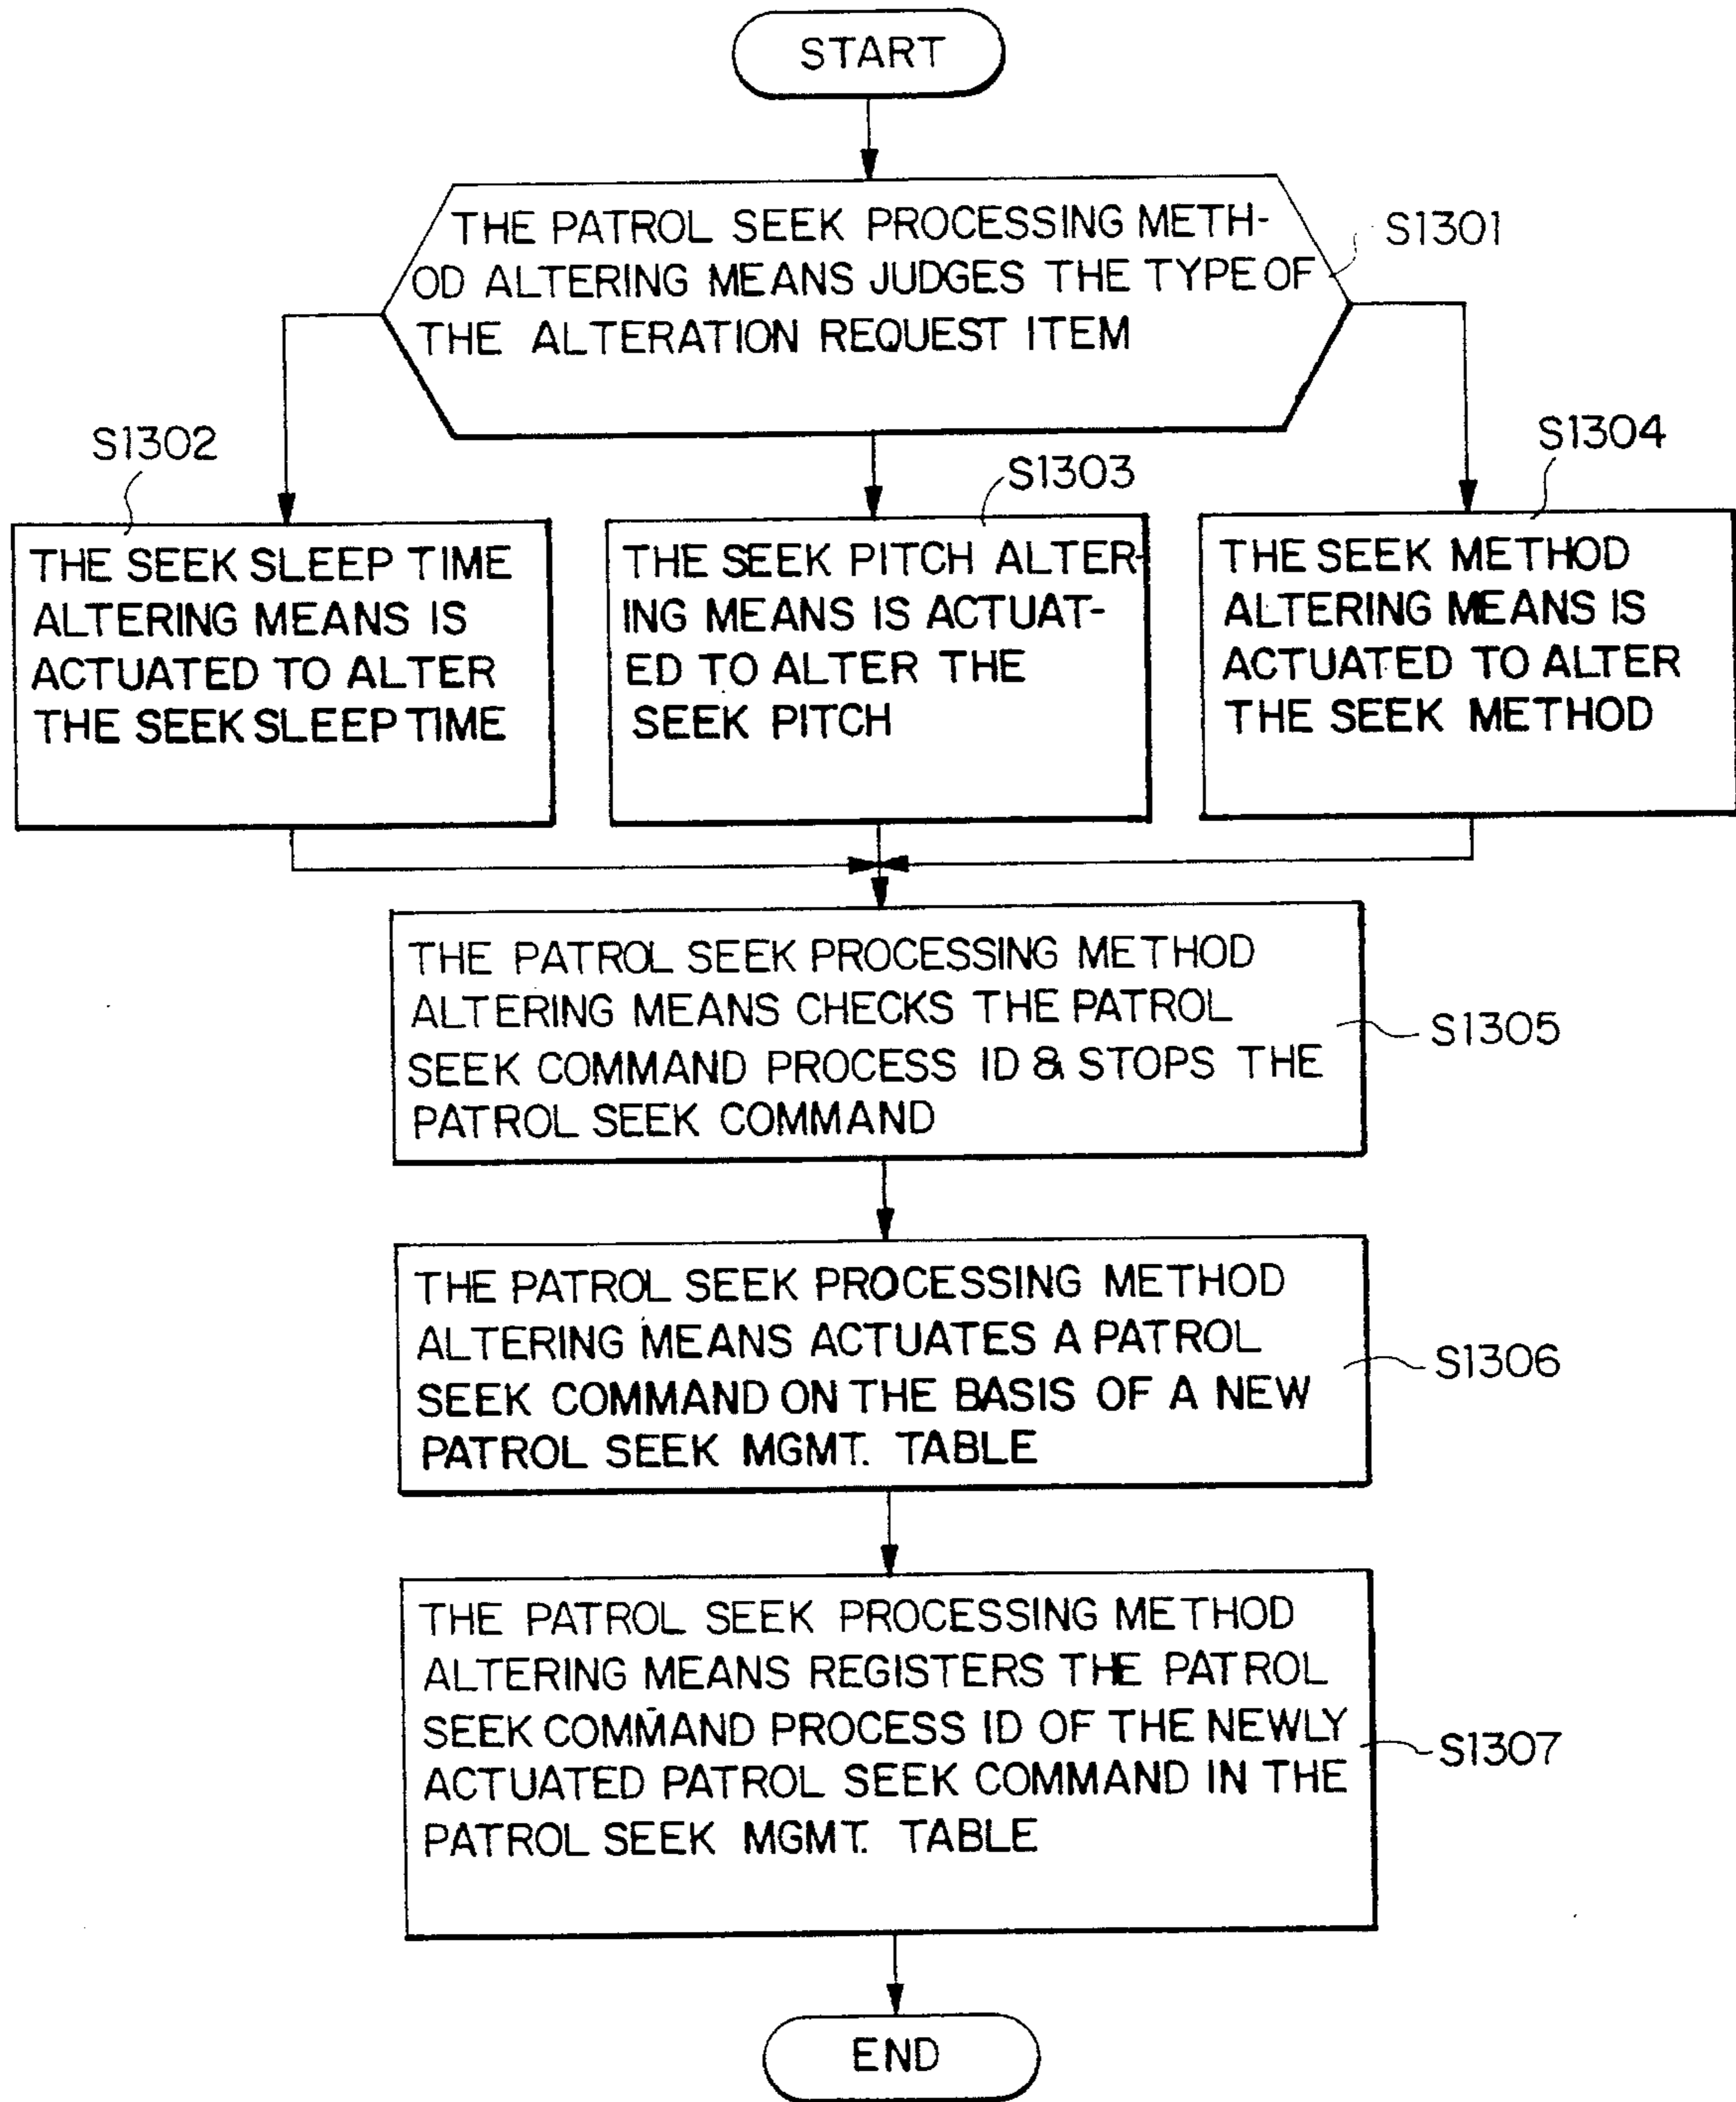 START
THE PATROL SEEK PROCESSING METH-
OD ALTERING MEANS JUDGES THE TYPE OF
THE ALTERATION REQUEST ITEM
S1301
S1302
THE SEEK SLEEP TIME
ALTERING MEANS IS
ACTUATED TO ALTER
THE SEEK SLEEP TIME
S1303
THE SEEK PITCH ALTER-
ING MEANS IS ACTUAT-
ED TO ALTER THE
SEEK PITCH
S1304
THE SEEK METHOD
ALTERING MEANS IS
ACTUATED TO ALTER
THE SEEK METHOD
THE PATROL SEEK PROCESSING METHOD
ALTERING MEANS CHECKS THE PATROL
SEEK COMMAND PROCESS ID & STOPS THE
PATROL SEEK COMMAND
S1305
THE PATROL SEEK PROCESSING METHOD
ALTERING MEANS ACTUATES A PATROL
SEEK COMMAND ON THE BASIS OF A NEW
PATROL SEEK MGMT. TABLE
S1306
THE PATROL SEEK PROCESSING METHOD
ALTERING MEANS REGISTERS THE PATROL
SEEK COMMAND PROCESS ID OF THE NEWLY
ACTUATED PATROL SEEK COMMAND IN THE
PATROL SEEK MGMT. TABLE
S1307
END